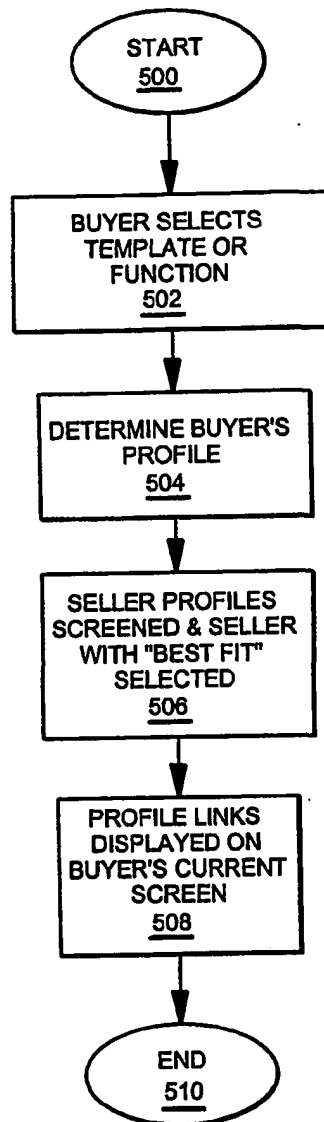 START
500
BUYER SELECTS
TEMPLATE OR
FUNCTION
502
DETERMINE BUYER'S
PROFILE
504
SELLER PROFILES
SCREENED & SELLER
WITH "BEST FIT"
SELECTED
506
PROFILE LINKS
DISPLAYED ON
BUYER'S CURRENT
SCREEN
508
END
510